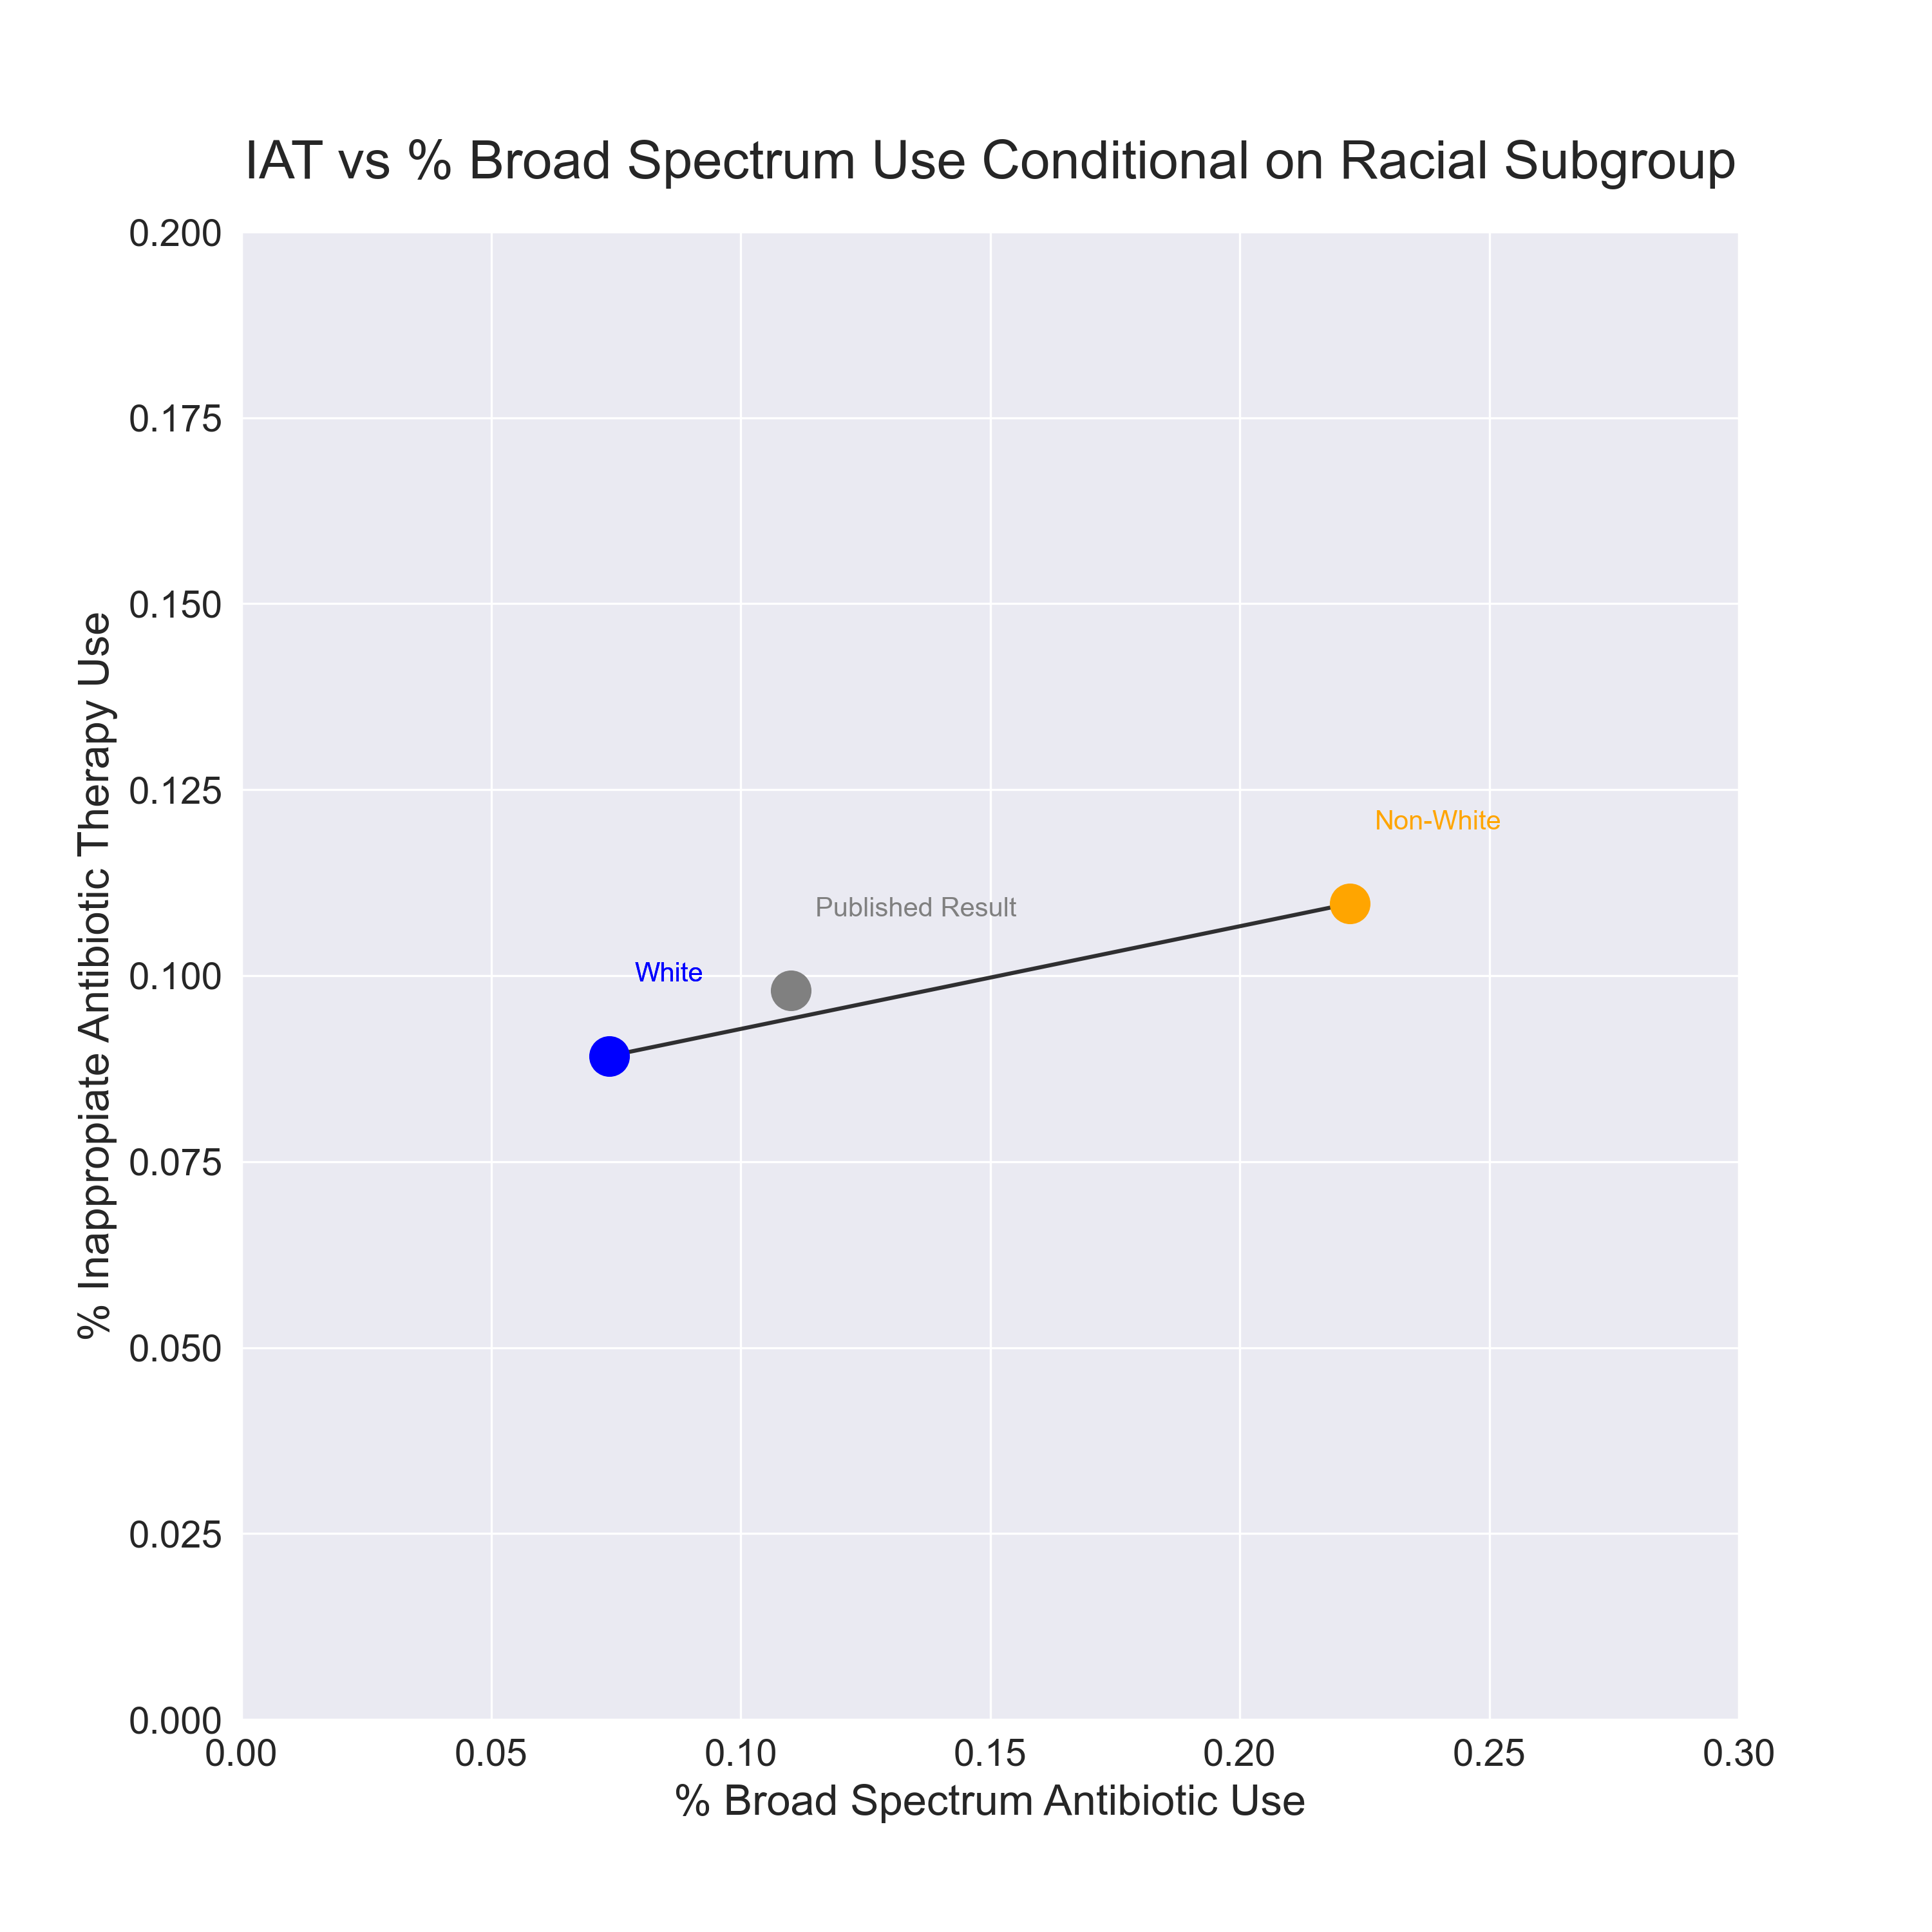 IAT vs % Broad Spectrum Use Conditional on Racial Subgroup
% Inappropiate Antibiotic Therapy Use
0.200
0.175
0.150
0.125
0.100
0.075
0.050
0.025
0.000
Non-White
Published Result
White
0.00 0.05 0.10 0.15 0.20 0.25 0.30
% Broad Spectrum Antibiotic Use